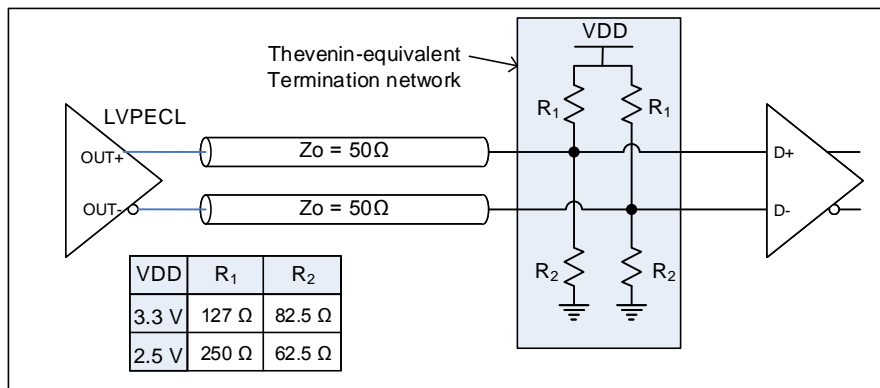 VDD
Thevenin-equivalent
Termination network
R1 R1
LVPECL
OUT+
Zo = 50Ω
D+
OUT-
Zo = 50Ω
D-
R2 R2
VDD R1 R2
3.3 V 127 Ω 82.5 Ω
2.5 V 250 Ω 62.5 Ω